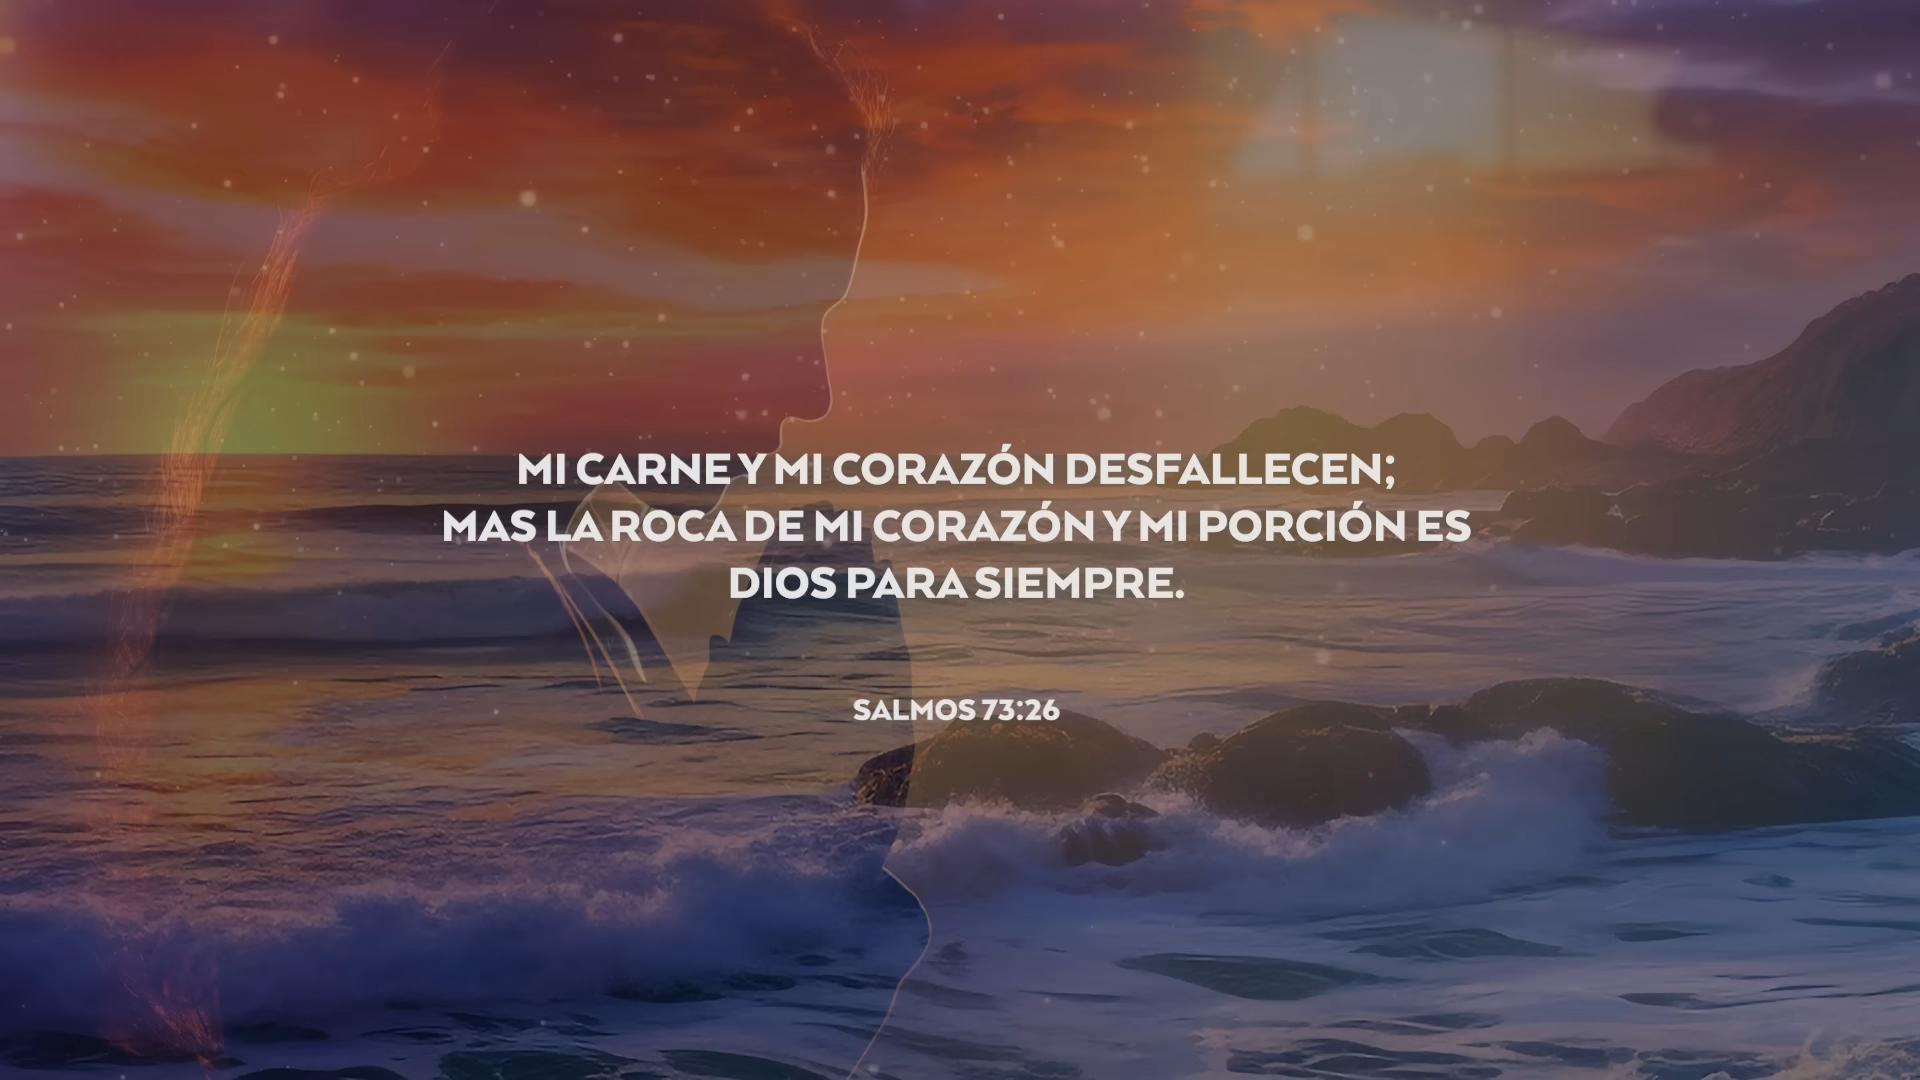 MI CARNE Y MI CORAZÓN DESFALLECEN;
MAS LA ROCA DE MI CORAZÓN Y MI PORCIÓN ES
DIOS PARA SIEMPRE.
SALMOS 73:26